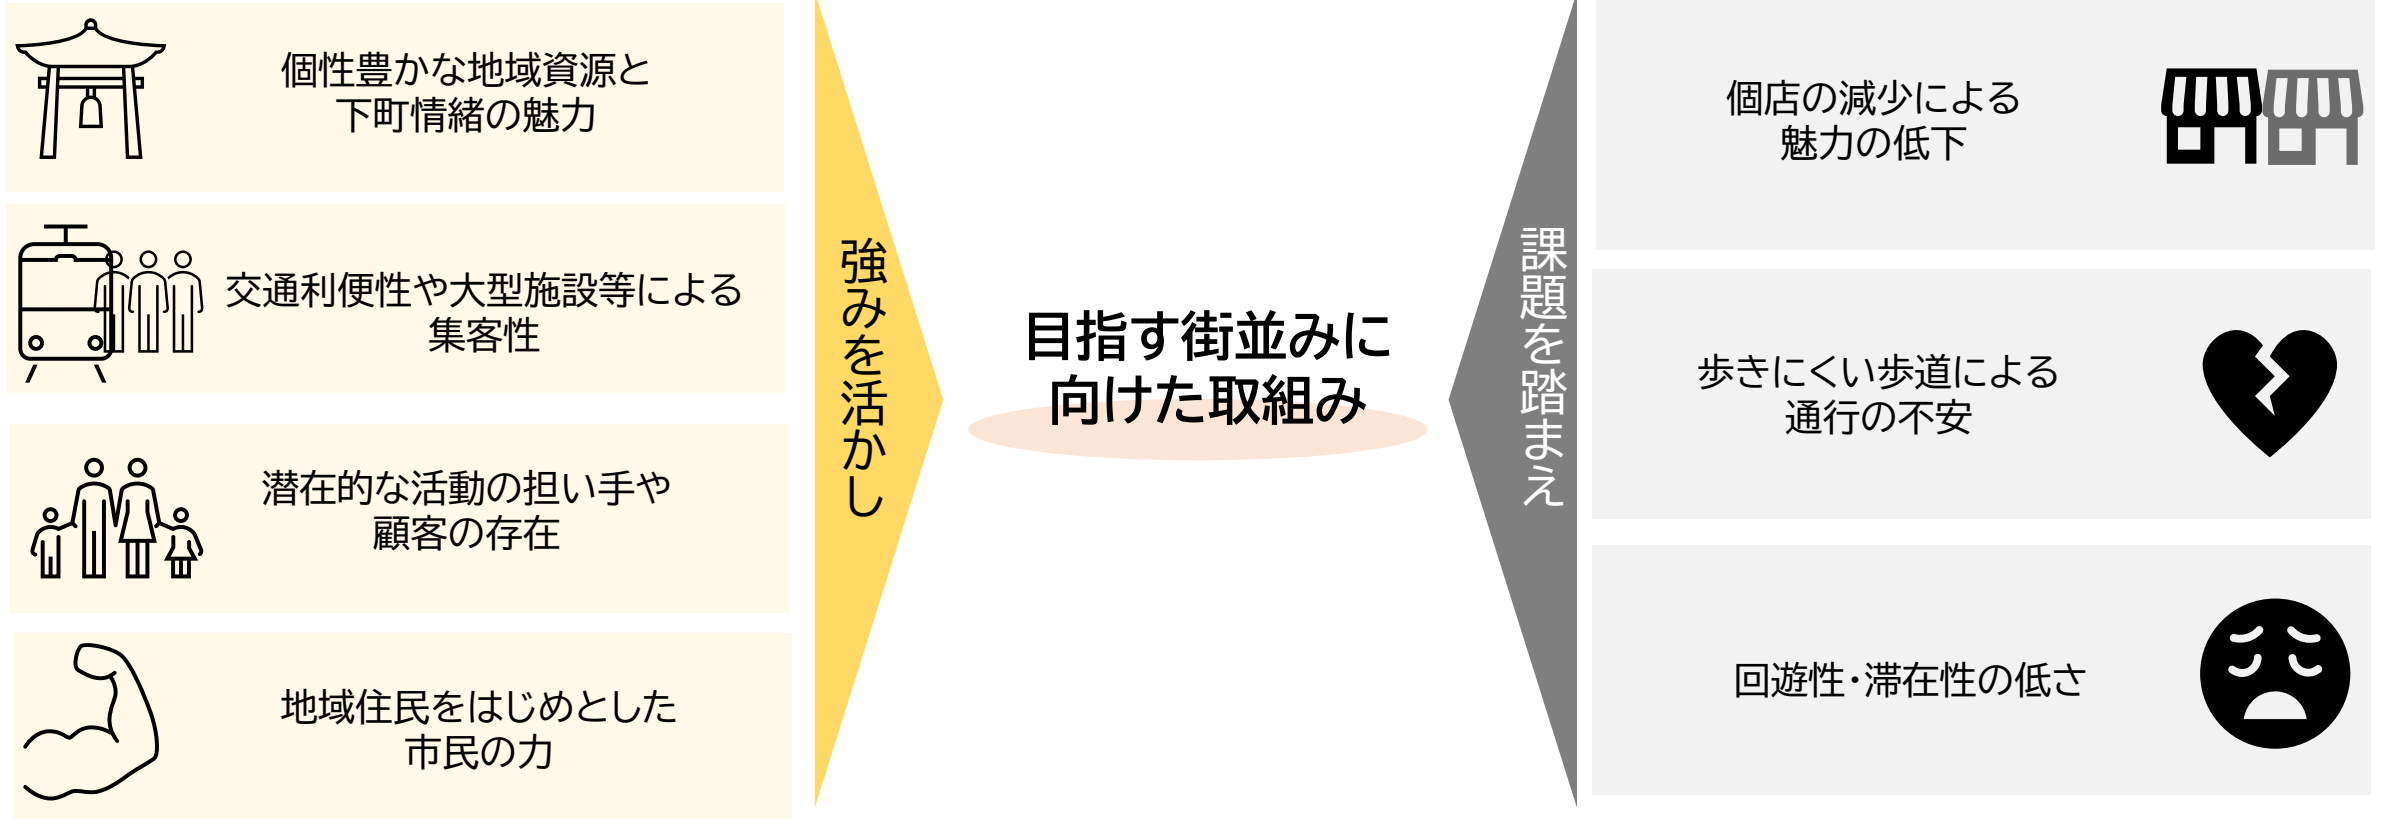 個性豊かな地域資源と
下町情緒の魅力
交通利便性や大型施設等による
集客性
潜在的な活動の担い手や
顧客の存在
地域住民をはじめとした
市民の力
強みを活かし
目指す街並みに
向けた取組み
課題を踏まえ
個店の減少による
魅力の低下
歩きにくい歩道による
通行の不安
回遊性・滞在性の低さ